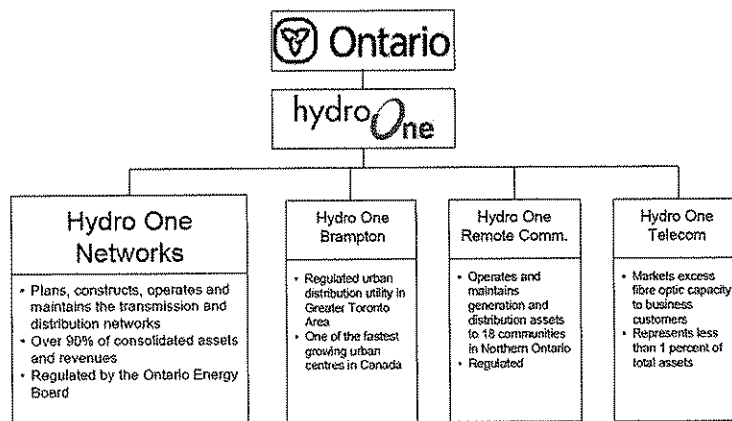 Ontario
hydro One
Hydro One
Networks
• Plans, constructs, operates and
maintains the transmission and
distribution networks
• Over 90% of consolidated assets
and revenues
• Regulated by the Ontario Energy
Board
Hydro One
Brampton
• Regulated urban
distribution utility in
Greater Toronto
Area
• One of the fastest
growing urban
centres in Canada
Hydro One
Remote Comm.
• Operates and
maintains
generation and
distribution assets
to 18 communities
in Northern Ontario
• Regulated
Hydro One
Telecom
• Markets excess
fibre optic capacity
to business
customers
• Represents less
than 1 percent of
total assets